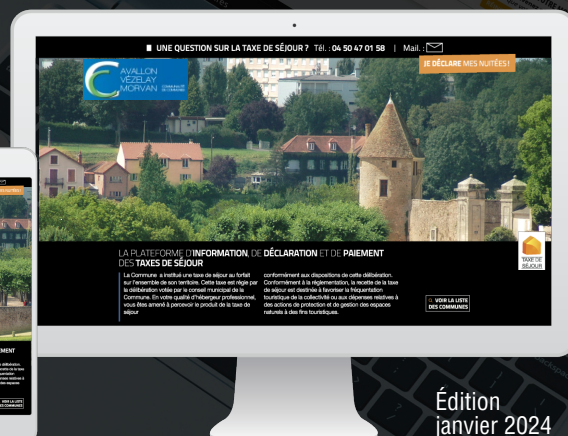 ■ UNE QUESTION SUR LA TAXE DE SÉJOUR ? Tél. : 04 50 47 01 58 | Mail. :
JE DÉCLARE MES NUITÉES !
AVALLON
VÉZELAY
MORVAN
COMMUNAUTÉ
DE COMMUNES
LA PLATEFORME D'INFORMATION, DE DÉCLARATION ET DE PAIEMENT
DES TAXES DE SÉJOUR
La Commune a institué une taxe de séjour au forfait
sur l'ensemble de son territoire. Cette taxe est régie par
la délibération votée par le conseil municipal de la
Commune. En votre qualité d'hébergeur professionnel,
vous êtes amené à percevoir le produit de la taxe de
séjour
conformément aux dispositions de cette délibération.
Conformément à la réglementation, la recette de la taxe
de séjour est destinée à favoriser la fréquentation
touristique de la collectivité ou aux dépenses relatives à
des actions de protection et de gestion des espaces
naturels à des fins touristiques.
TAXE DE
SÉJOUR
VOIR LA LISTE
DES COMMUNES
Édition
janvier 2024